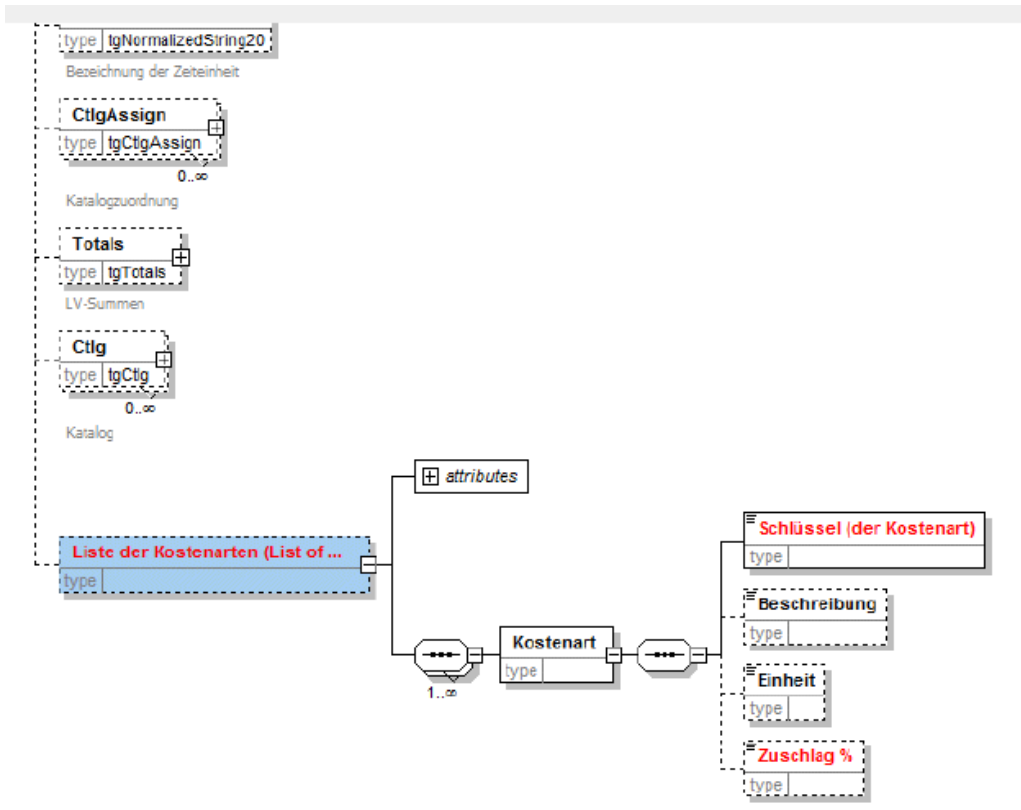 type tgNormalizedString20
Bezeichnung der Zeiteinheit
CtlgAssign
type tgCtlgAssign
0..∞
Katalogzuordnung
Totals
type tgTotals
LV-Summen
Ctlg
type tgCtlg
0..∞
Katalog
attributes
Liste der Kostenarten (List of ...
type
Kostenart
type
1..∞
Schlüssel (der Kostenart)
type
Beschreibung
type
Einheit
type
Zuschlag %
type